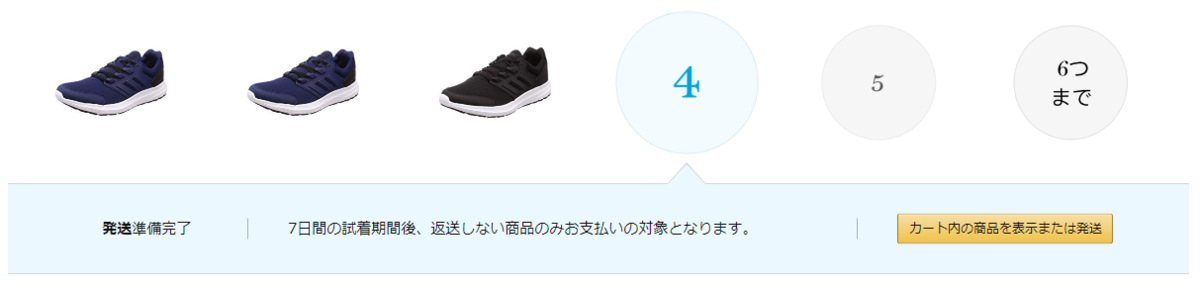 4
5
6つ
まで
発送準備完了
7日間の試着期間後、返送しない商品のみお支払いの対象となります。
カート内の商品を表示または発送